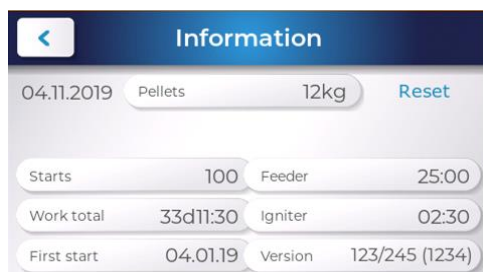 Information
04.11.2019 Pellets 12kg Reset
Starts 100 Feeder 25:00
Work total 33d11:30 Igniter 02:30
First start 04.01.19 Version 123/245 (1234)